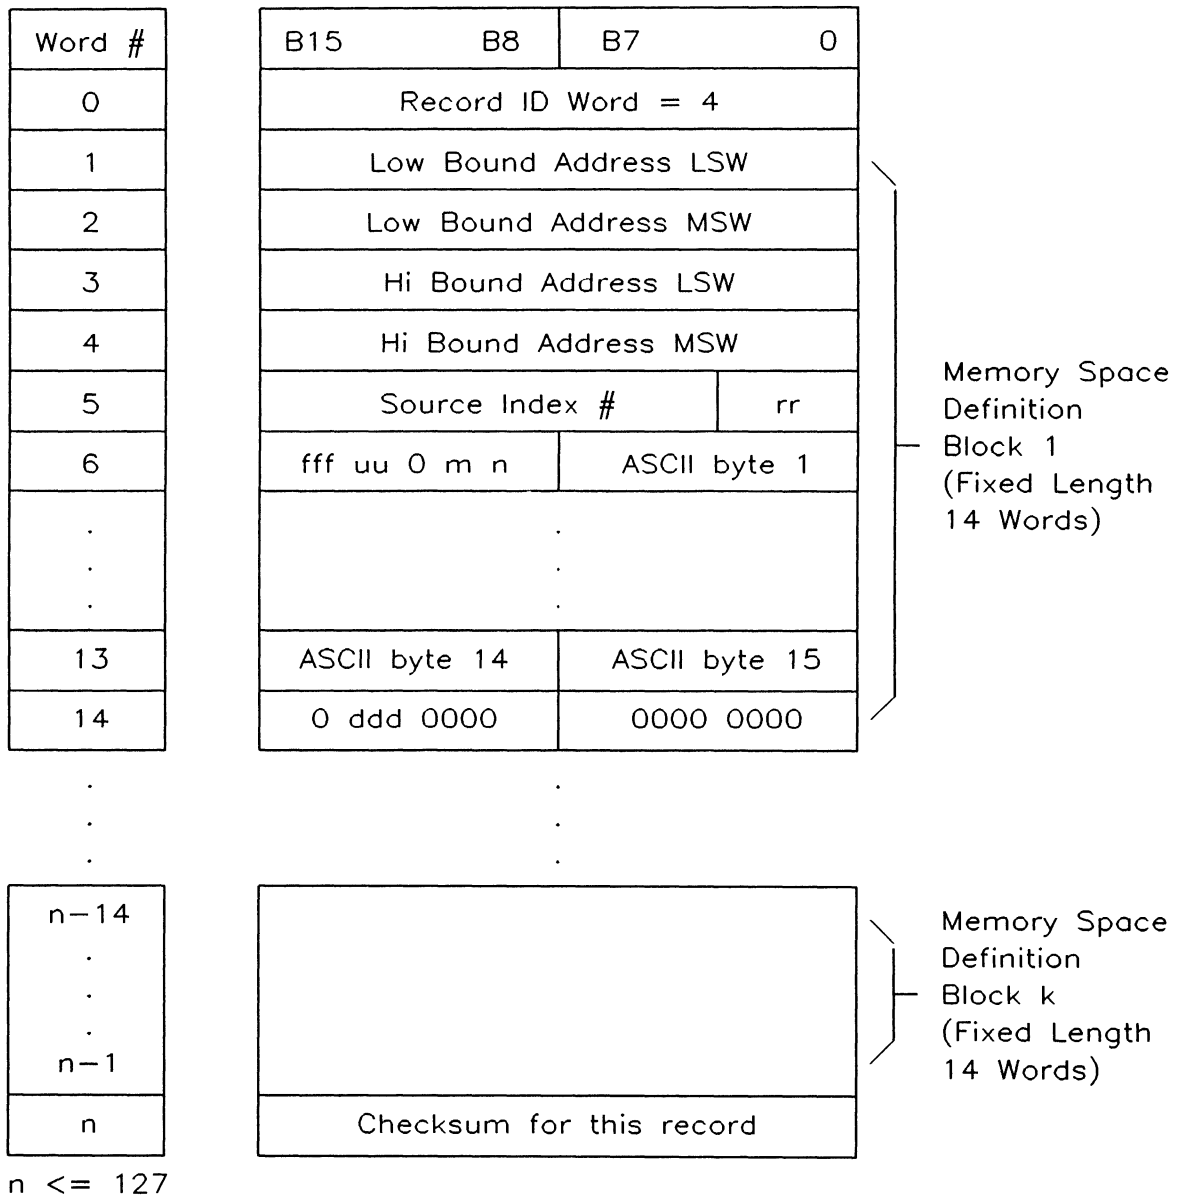 Word # B15 B8 B7 0
0 Record ID Word = 4
1 Low Bound Address LSW
2 Low Bound Address MSW
3 Hi Bound Address LSW
4 Hi Bound Address MSW
5 Source Index # rr
6 fff uu 0 m n ASCII byte 1
Memory Space
Definition
Block 1
(Fixed Length
14 Words)
13 ASCII byte 14 ASCII byte 15
14 0 ddd 0000 0000 0000
n-14
n-1
Memory Space
Definition
Block k
(Fixed Length
14 Words)
n Checksum for this record
n <= 127